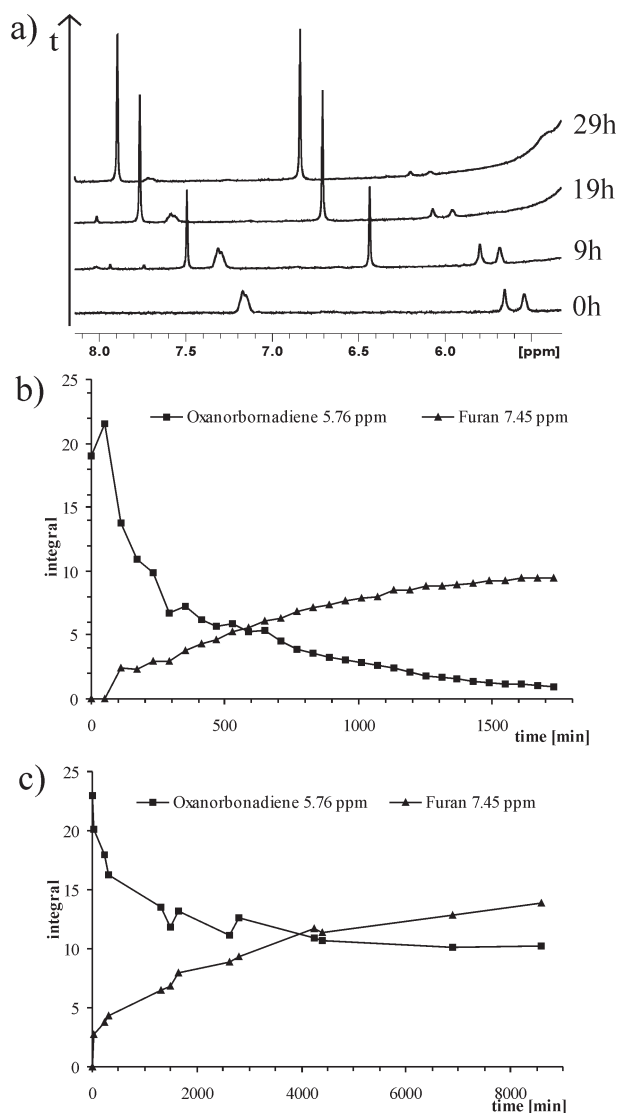 a)
t
29h
19h
9h
0h
8.0 7.5 7.0 6.5 6.0 [ppm]
b)
25
20
15
10
5
0
integral
Oxanorbornadiene 5.76 ppm
Furan 7.45 ppm
0 500 1000 1500
time [min]
c)
25
20
15
10
5
0
integral
Oxanorbonadiene 5.76 ppm
Furan 7.45 ppm
0 2000 4000 6000 8000
time [min]